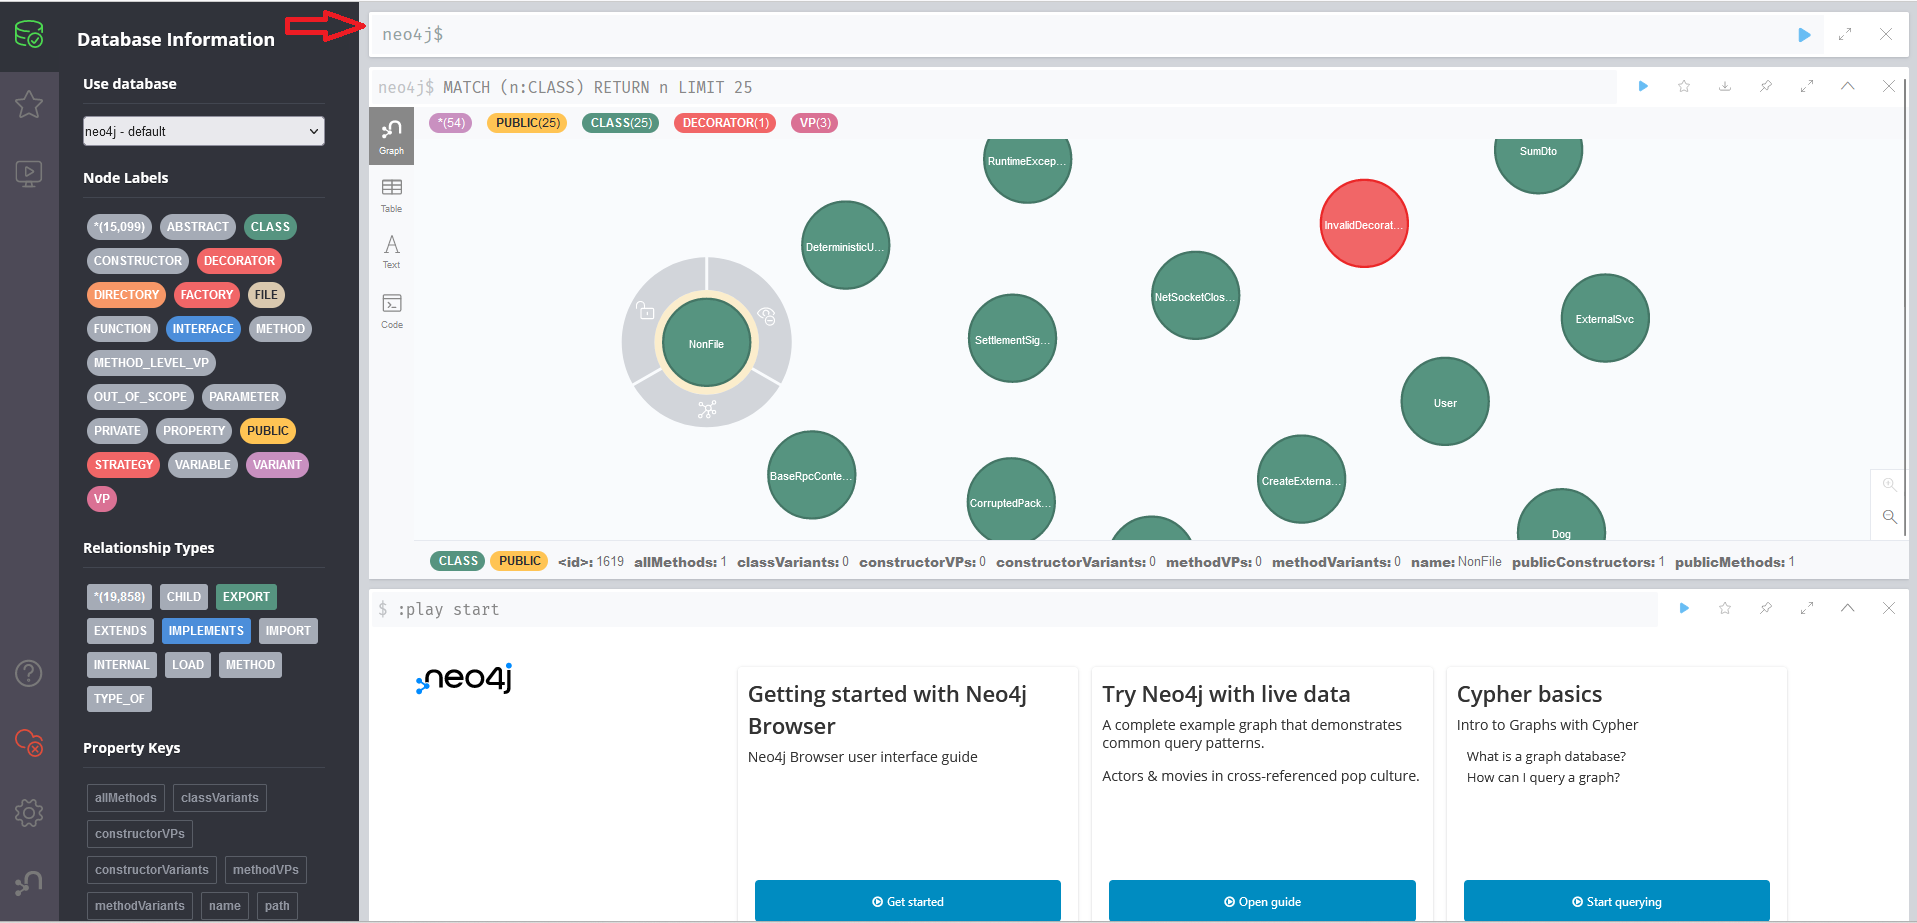 Database Information
Use database
neo4j - default
Node Labels
*(15,099) ABSTRACT CLASS
CONSTRUCTOR DECORATOR
DIRECTORY FACTORY FILE
FUNCTION INTERFACE METHOD
METHOD_LEVEL_VP
OUT_OF_SCOPE PARAMETER
PRIVATE PROPERTY PUBLIC
STRATEGY VARIABLE VARIANT
VP
Relationship Types
*(19,858) CHILD EXPORT
EXTENDS IMPLEMENTS IMPORT
INTERNAL LOAD METHOD
TYPE_OF
Property Keys
allMethods classVariants
constructorVPs
constructorVariants methodVPs
methodVariants name path
neo4j$
neo4j$ MATCH (n:CLASS) RETURN n LIMIT 25
*(54) PUBLIC(25) CLASS(25) DECORATOR(1) VP(3)
Graph
Table
Text
Code
RuntimeExcep...
SumDto
InvalidDecorat...
DeterministicU...
NetSocketClos...
ExternalSvc
NonFile
SettlementSig...
User
BaseRpcConte...
CreateExterna...
CorruptedPack...
Dog
CLASS PUBLIC <id>: 1619 allMethods: 1 classVariants: 0 constructorVPs: 0 constructorVariants: 0 methodVPs: 0 methodVariants: 0 name: NonFile publicConstructors: 1 publicMethods: 1
$ :play start
neo4j
Getting started with Neo4j
Browser
Neo4j Browser user interface guide
Get started
Try Neo4j with live data
A complete example graph that demonstrates
common query patterns.
Actors & movies in cross-referenced pop culture.
Open guide
Cypher basics
Intro to Graphs with Cypher
What is a graph database?
How can I query a graph?
Start querying